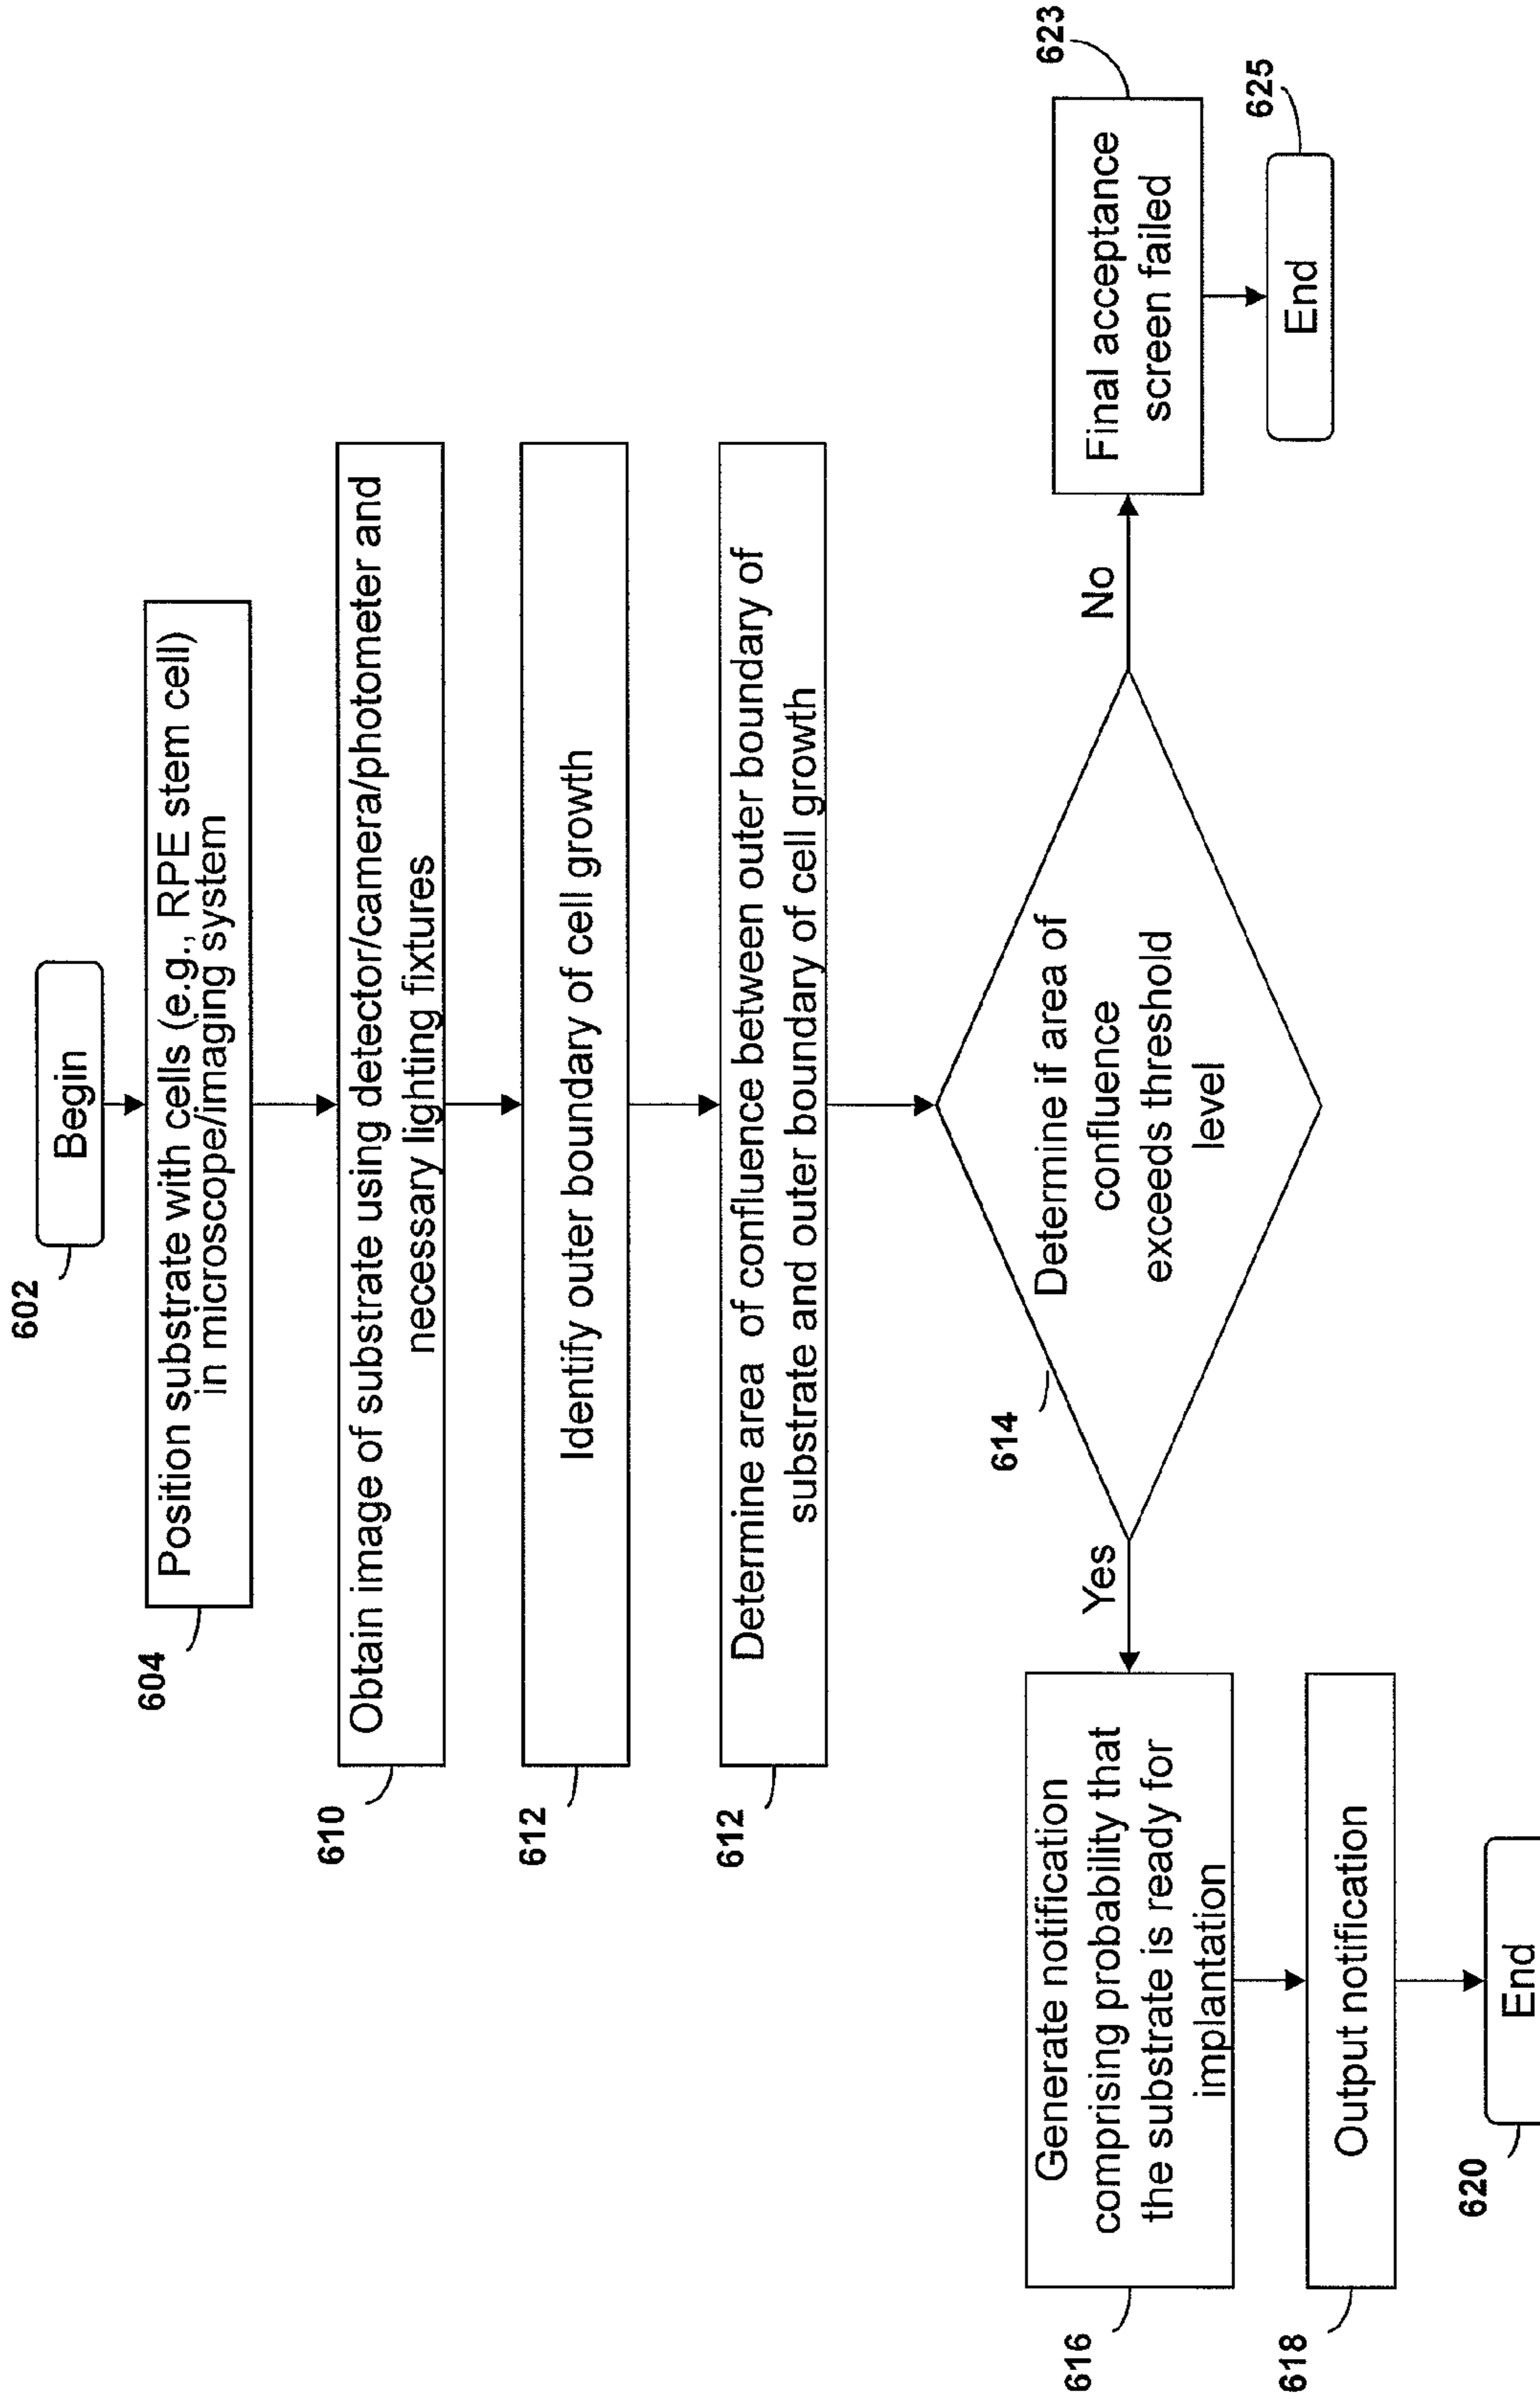 602
Begin
604
Position substrate with cells (e.g., RPE stem cell)
in microscope/imaging system
610
Obtain image of substrate using detector/camera/photometer and
necessary lighting fixtures
612
Identify outer boundary of cell growth
612
Determine area of confluence between outer boundary of
substrate and outer boundary of cell growth
614
Determine if area of
confluence
exceeds threshold
level
Yes
No
616
Generate notification
comprising probability that
the substrate is ready for
implantation
618
Output notification
620
End
623
Final acceptance
screen failed
625
End